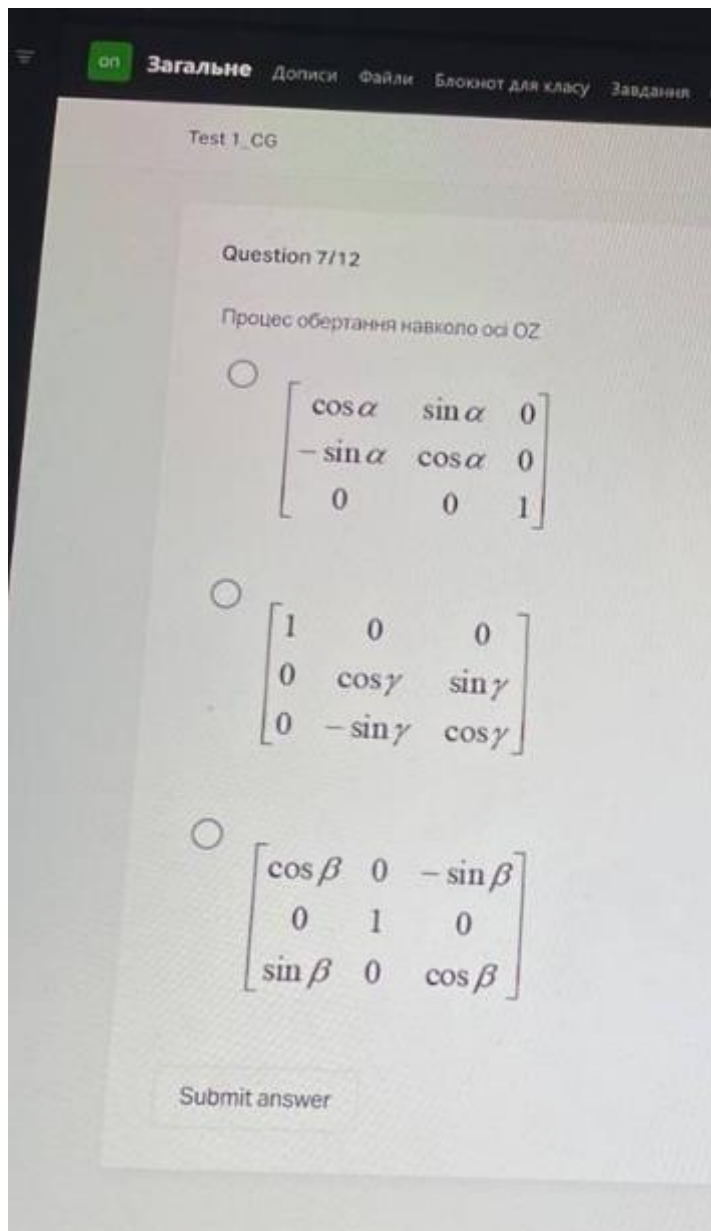 оп Загальне Дописи Файли Блокнот для класу Завдання
Test 1_CG
Question 7/12
Процес обертання навколо осі OZ
cos α sin α 0
− sin α cos α 0
0 0 1
1 0 0
0 cos γ sin γ
0 − sin γ cos γ
cos β 0 − sin β
0 1 0
sin β 0 cos β
Submit answer